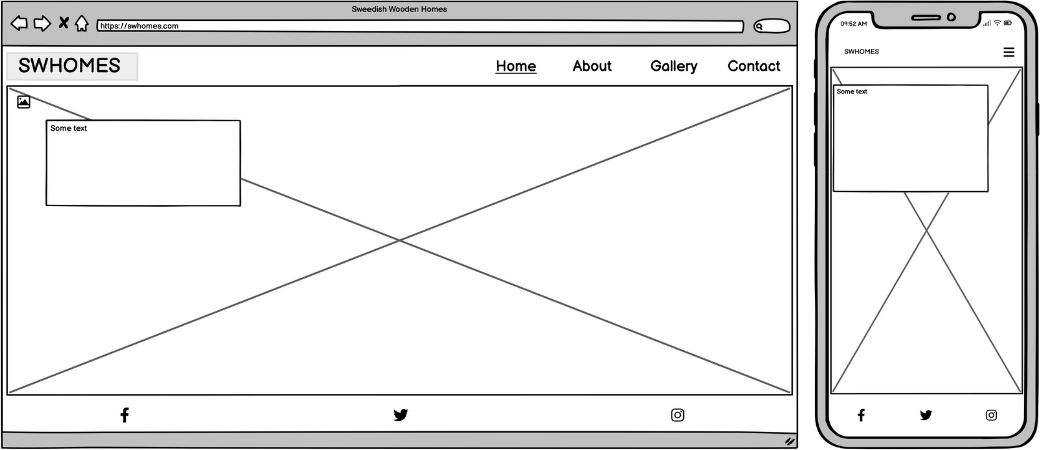 Sweedish Wooden Homes
https://swhomes.com
SWHOMES
Home About Gallery Contact
Some text
09:52 AM
SWHOMES
Some text